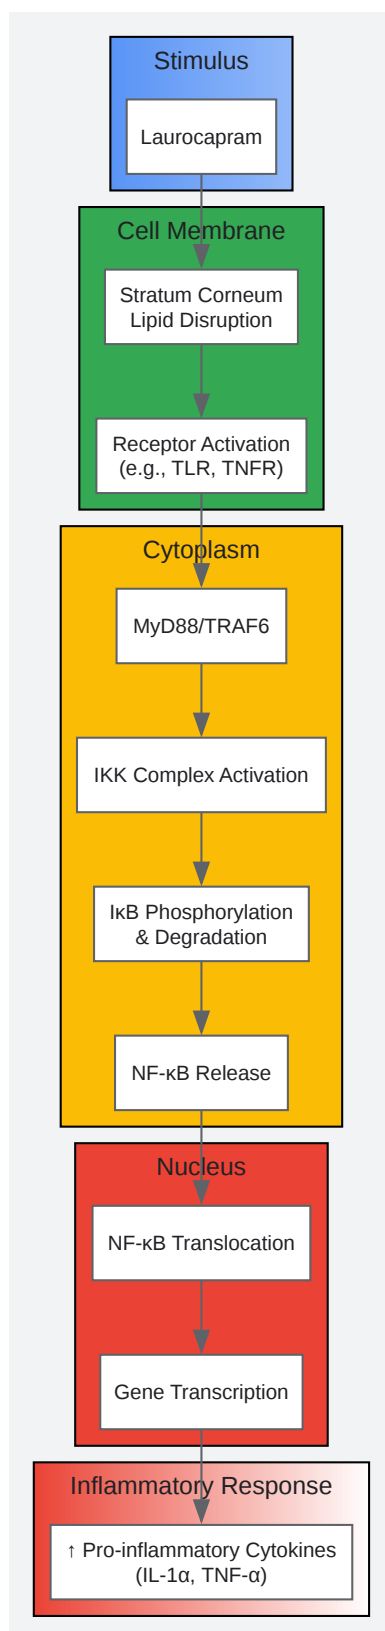 Stimulus
Laurocapram
Cell Membrane
Stratum Corneum
Lipid Disruption
Receptor Activation
(e.g., TLR, TNFR)
Cytoplasm
MyD88/TRAF6
IKK Complex Activation
IκB Phosphorylation
& Degradation
NF-κB Release
Nucleus
NF-κB Translocation
Gene Transcription
Inflammatory Response
↑ Pro-inflammatory Cytokines
(IL-1α, TNF-α)